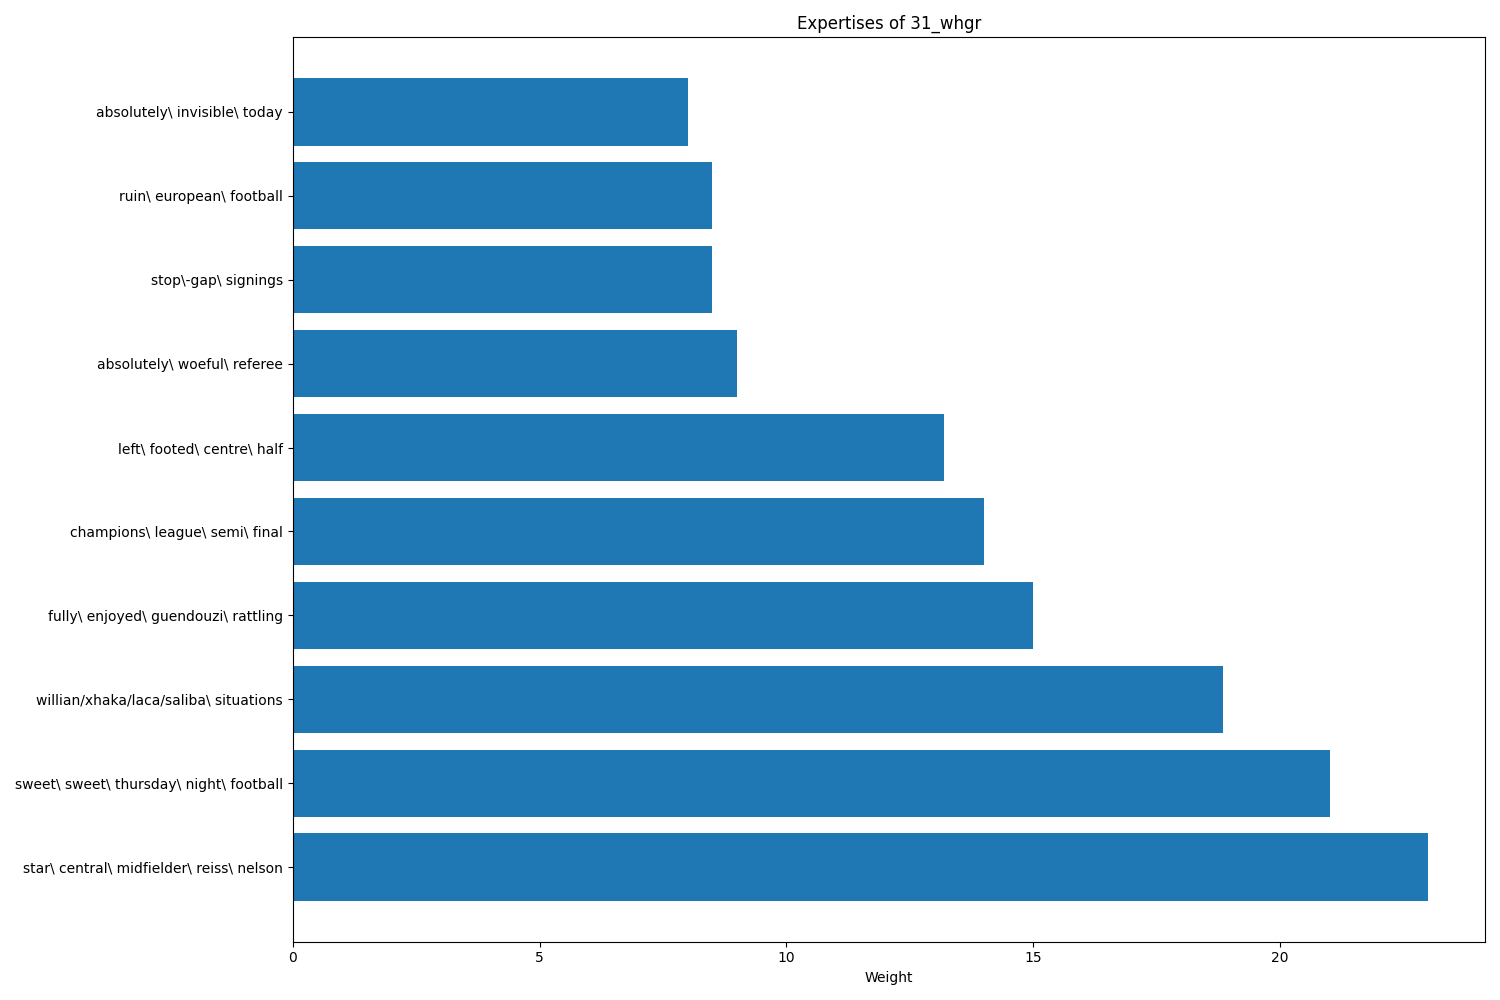 Expertises of 31_whgr
absolutely\ invisible\ today
ruin\ european\ football
stop\-gap\ signings
absolutely\ woeful\ referee
left\ footed\ centre\ half
champions\ league\ semi\ final
fully\ enjoyed\ guendouzi\ rattling
willian/xhaka/laca/saliba\ situations
sweet\ sweet\ thursday\ night\ football
star\ central\ midfielder\ reiss\ nelson
0 5 10 15 20
Weight